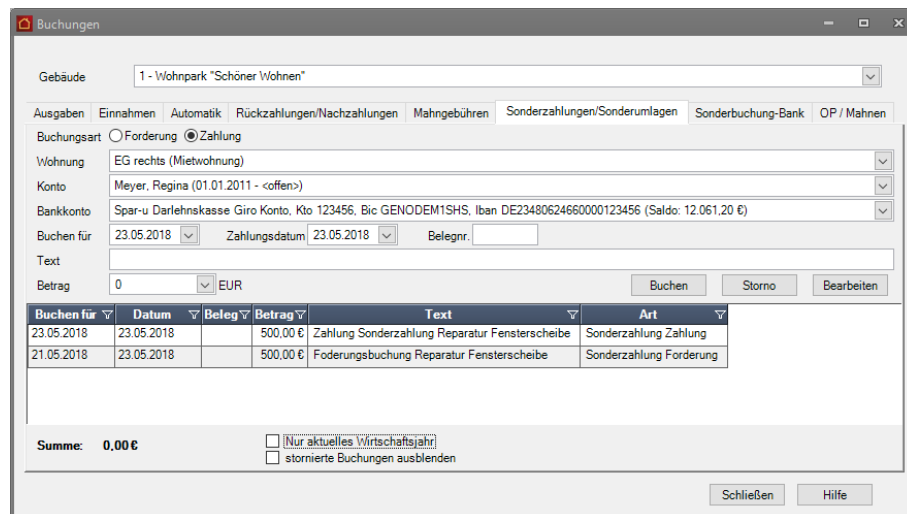 Buchungen
Gebäude 1 - Wohnpark "Schöner Wohnen"
Ausgaben Einnahmen Automatik Rückzahlungen/Nachzahlungen Mahngebühren Sonderzahlungen/Sonderumlagen Sonderbuchung-Bank OP / Mahnen
Buchungsart Forderung Zahlung
Wohnung EG rechts (Mietwohnung)
Konto Meyer, Regina (01.01.2011 - <offen>)
Bankkonto Spar-u Darlehnskasse Giro Konto, Kto 123456, Bic GENODEM1SHS, Iban DE23480624660000123456 (Saldo: 12.061,20 €)
Buchen für 23.05.2018 Zahlungsdatum 23.05.2018 Belegnr.
Text
Betrag 0 EUR Buchen Storno Bearbeiten
Buchen für Datum Beleg Betrag Text Art
23.05.2018 23.05.2018 500,00 € Zahlung Sonderzahlung Reparatur Fensterscheibe Sonderzahlung Zahlung
21.05.2018 23.05.2018 500,00 € Foderungsbuchung Reparatur Fensterscheibe Sonderzahlung Forderung
Summe: 0,00 € Nur aktuelles Wirtschaftsjahr
stornierte Buchungen ausblenden
Schließen Hilfe